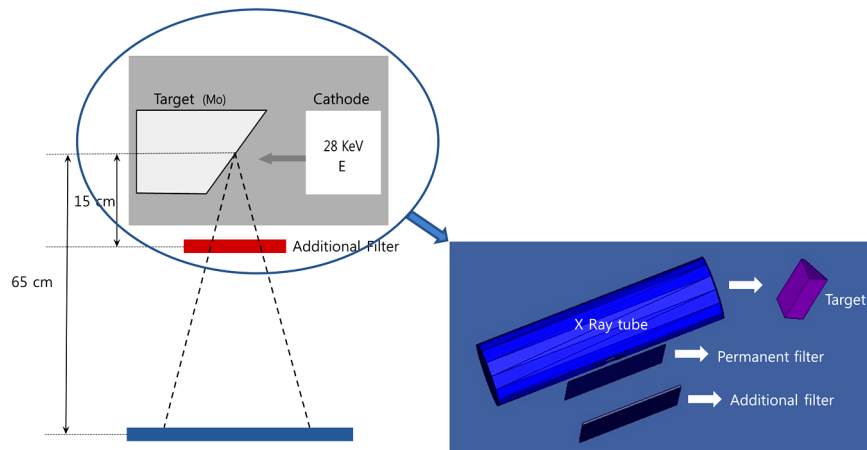 Target (Mo)
Cathode
28 KeV
E
15 cm
Additional Filter
65 cm
X Ray tube
Target
Permanent filter
Additional filter